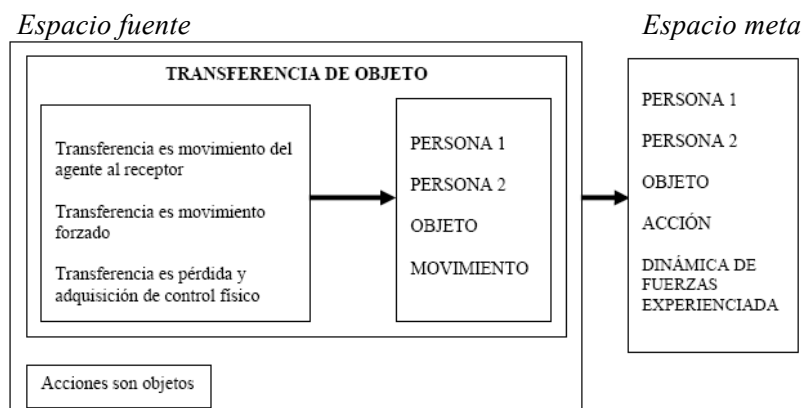 Espacio fuente
Espacio meta
TRANSFERENCIA DE OBJETO
Transferencia es movimiento del
agente al receptor
Transferencia es movimiento
forzado
Transferencia es pérdida y
adquisición de control físico
PERSONA 1
PERSONA 2
OBJETO
MOVIMIENTO
Acciones son objetos
PERSONA 1
PERSONA 2
OBJETO
ACCIÓN
DINÁMICA DE
FUERZAS
EXPERIENCIADA